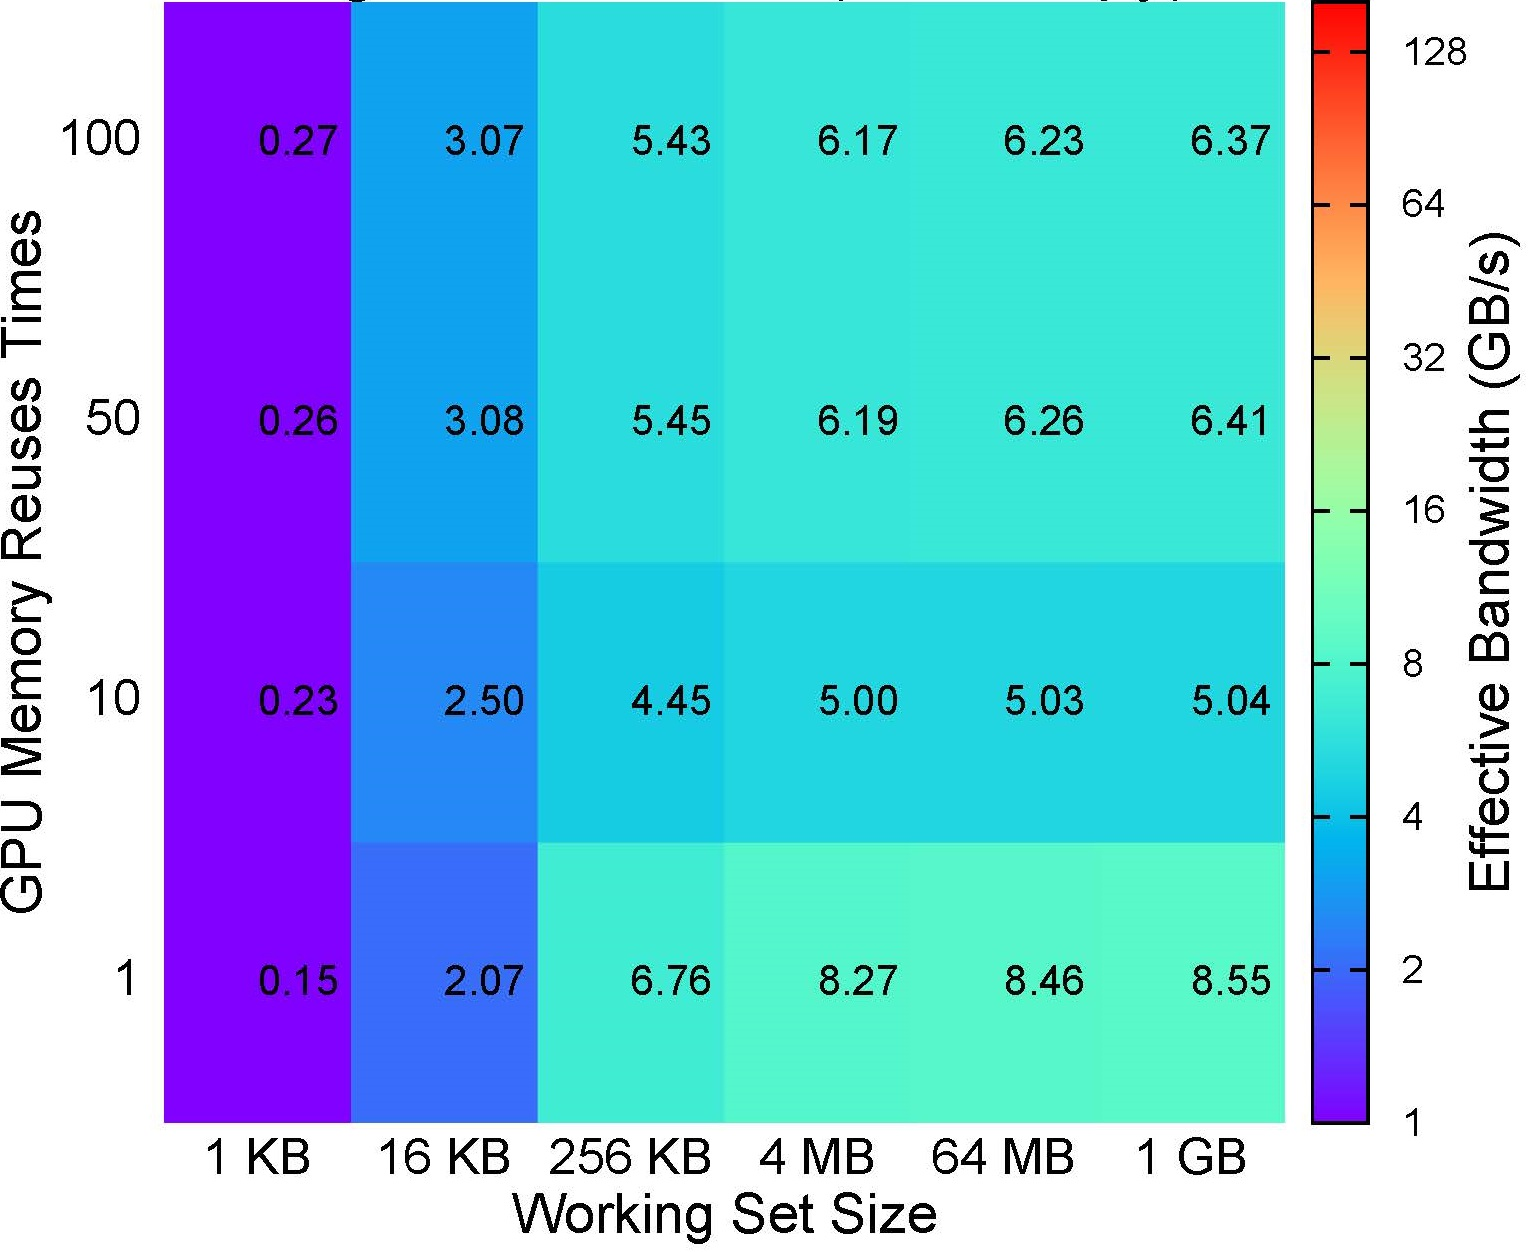 128
100 0.27 3.07 5.43 6.17 6.23 6.37
64
32
50 0.26 3.08 5.45 6.19 6.26 6.41
16
8
10 0.23 2.50 4.45 5.00 5.03 5.04
4
2
1 0.15 2.07 6.76 8.27 8.46 8.55
1
1 KB 16 KB 256 KB 4 MB 64 MB 1 GB
Working Set Size
GPU Memory Reuses Times
Effective Bandwidth (GB/s)